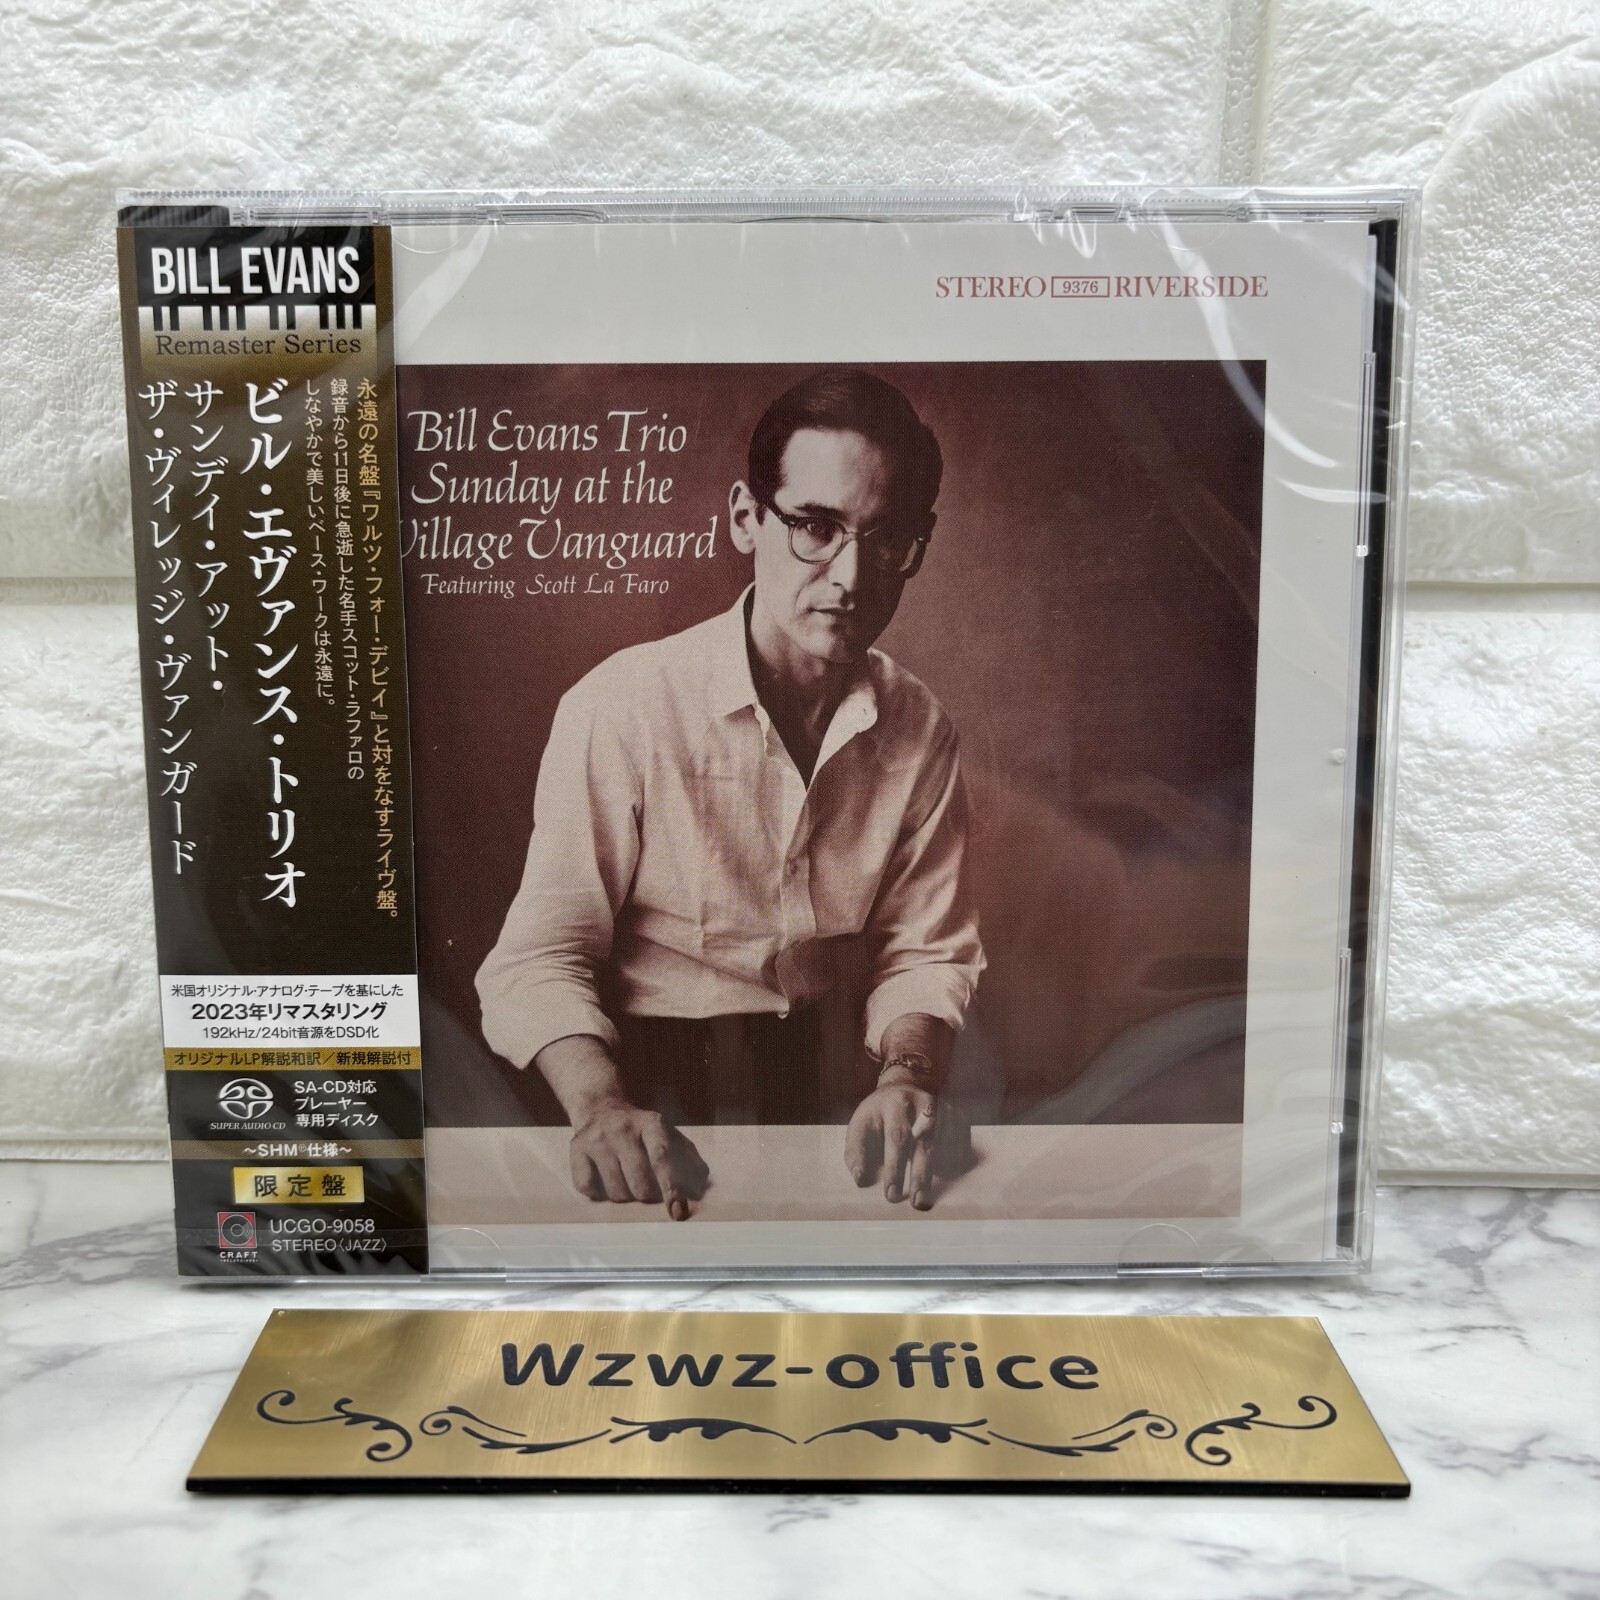 BILL EVANS
Remaster Series
永遠の名盤『ワルツ・フォー・デビイ』と対をなすライヴ盤。
録音から11日後に急逝した名手スコット・ラファロの
しなやかで美しいベース・ワークは永遠に。
ビル・エヴァンス・トリオ
サンデイ・アット・
ザ・ヴィレッジ・ヴァンガード
米国オリジナル・アナログ・テープを基にした
2023年リマスタリング
192kHz/24bit音源をDSD化
オリジナルLP解説和訳／新規解説付
SUPER AUDIO CD
SA-CD対応
プレーヤー
専用ディスク
～SHM®仕様～
限定盤
CRAFT
RECORDINGS
UCGO-9058
STEREO〈JAZZ〉
STEREO 9376 RIVERSIDE
Bill Evans Trio
Sunday at the
Village Vanguard
Featuring Scott La Faro
Wzwz-office